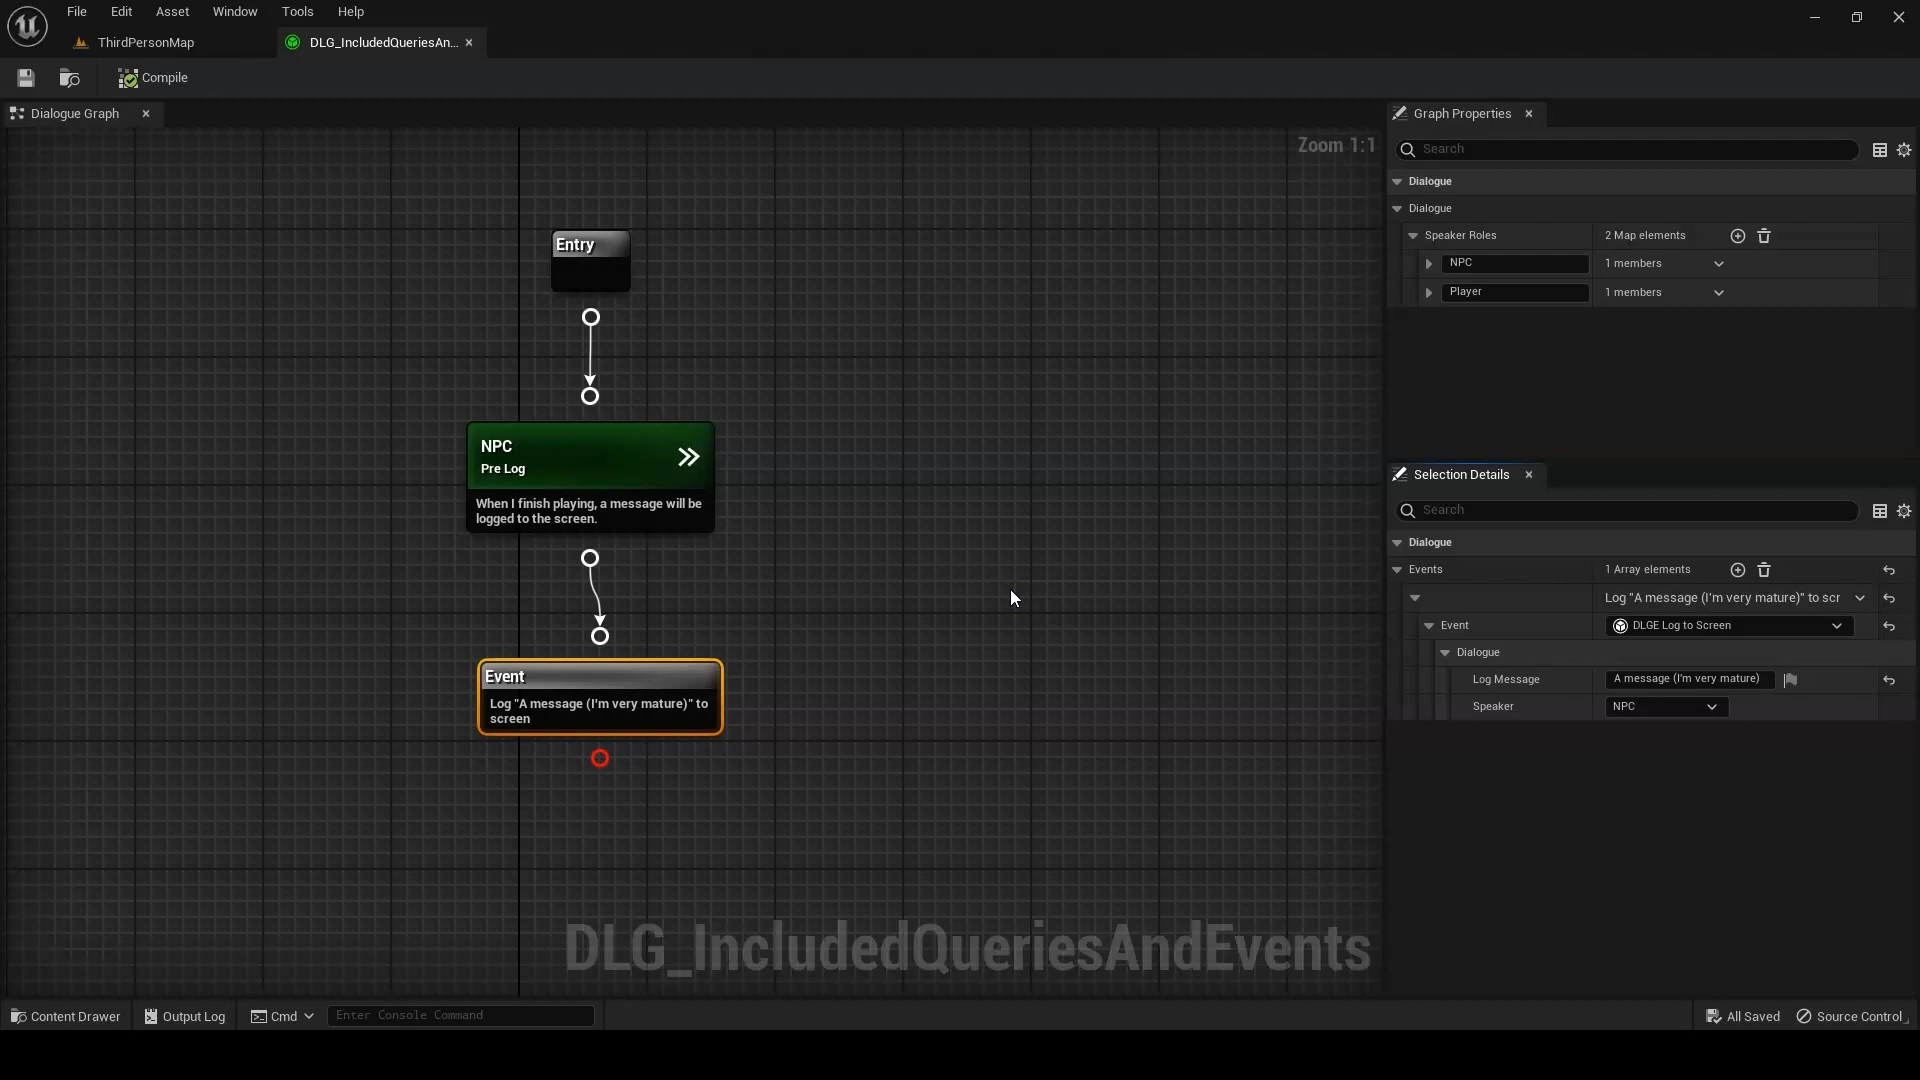 File Edit Asset Window Tools Help
ThirdPersonMap
DLG_IncludedQueriesAn...
Compile
Dialogue Graph
Zoom 1:1
Entry
NPC
Pre Log
When I finish playing, a message will be
logged to the screen.
Event
Log "A message (I'm very mature)" to
screen
DLG_IncludedQueriesAndEvents
Graph Properties
Search
Dialogue
Dialogue
Speaker Roles 2 Map elements
NPC 1 members
Player 1 members
Selection Details
Search
Dialogue
Events 1 Array elements
Log "A message (I'm very mature)" to scr
Event DLGE Log to Screen
Dialogue
Log Message A message (I'm very mature)
Speaker NPC
Content Drawer Output Log Cmd Enter Console Command All Saved Source Control